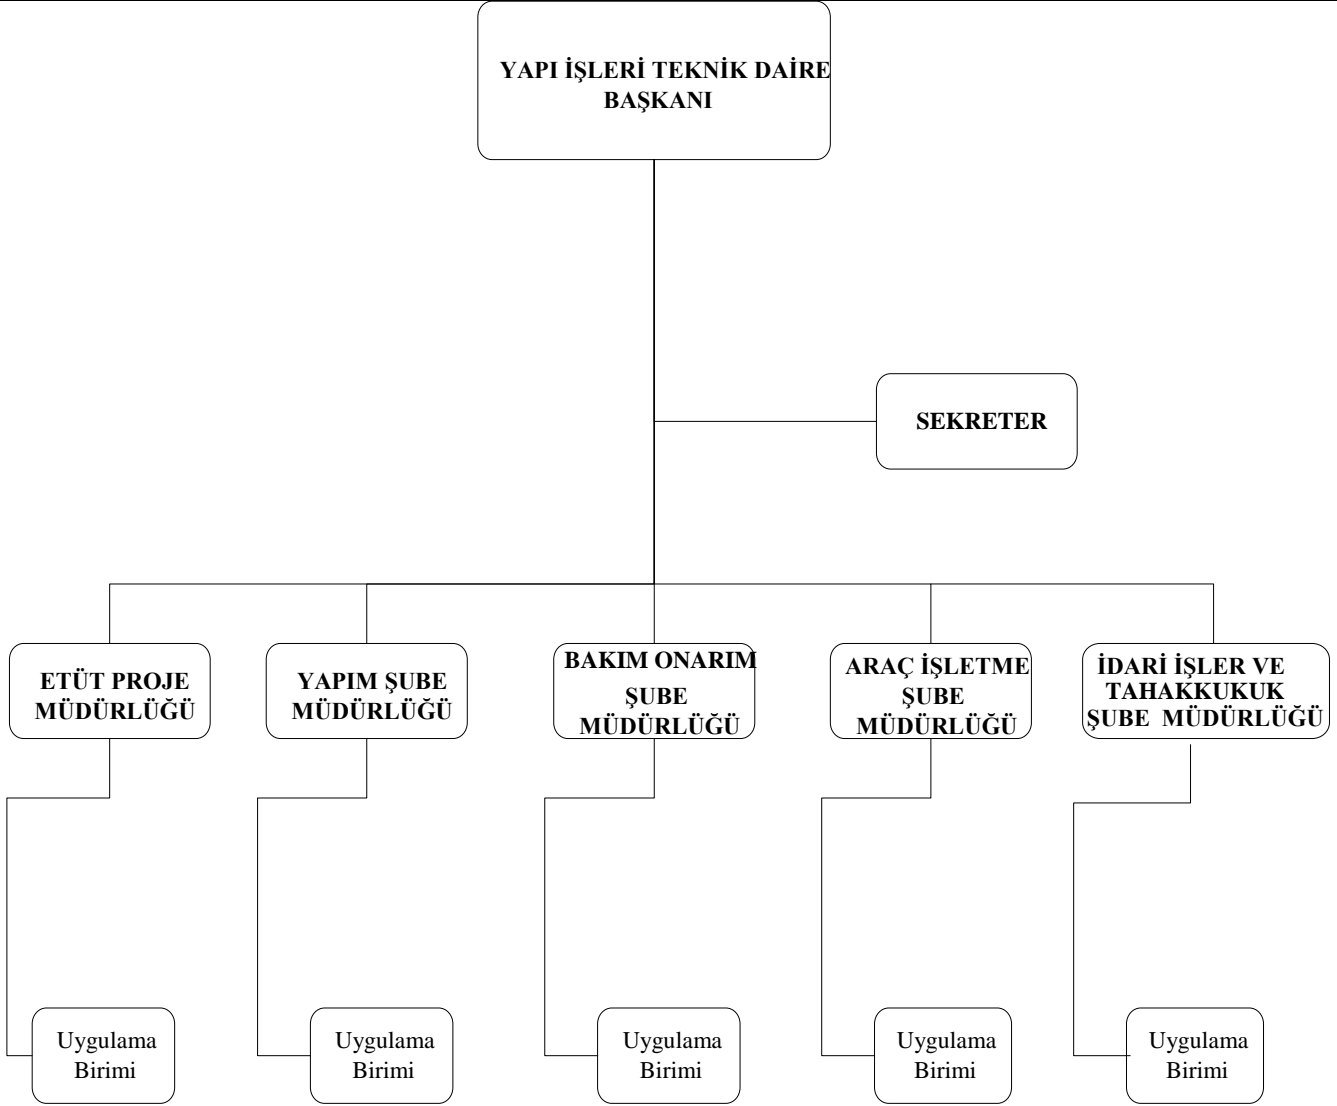 YAPI İŞLERİ TEKNİK DAİRE
BAŞKANI
SEKRETER
ETÜT PROJE
MÜDÜRLÜĞÜ
YAPIM ŞUBE
MÜDÜRLÜĞÜ
BAKIM ONARIM
ŞUBE
MÜDÜRLÜĞÜ
ARAÇ İŞLETME
ŞUBE
MÜDÜRLÜĞÜ
İDARİ İŞLER VE
TAHAKKUKUK
ŞUBE MÜDÜRLÜĞÜ
Uygulama
Birimi
Uygulama
Birimi
Uygulama
Birimi
Uygulama
Birimi
Uygulama
Birimi